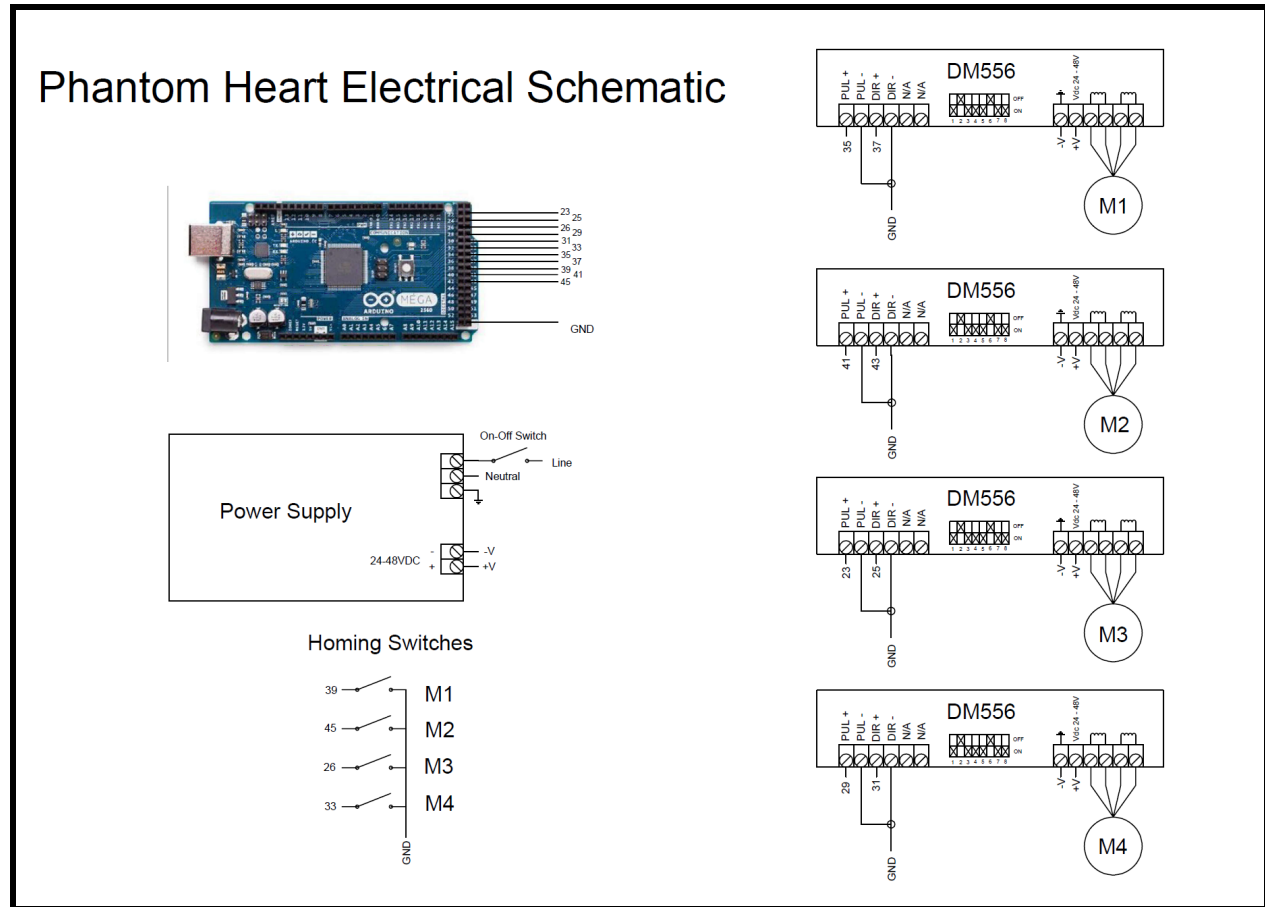 Phantom Heart Electrical Schematic
23
25
26
29
31
33
35
37
39
41
45
GND
ARDUINO
MEGA
2560
Power Supply
On-Off Switch
Line
Neutral
24-48VDC
-
+
-V
+V
Homing Switches
39 M1
45 M2
26 M3
33 M4
GND
DM556
PUL +
PUL -
DIR +
DIR -
N/A
N/A
OFF
ON
1 2 3 4 5 6 7 8
Vdc 24 - 48V
35
37
-V
+V
GND
M1
DM556
PUL +
PUL -
DIR +
DIR -
N/A
N/A
OFF
ON
1 2 3 4 5 6 7 8
Vdc 24 - 48V
41
43
-V
+V
GND
M2
DM556
PUL +
PUL -
DIR +
DIR -
N/A
N/A
OFF
ON
1 2 3 4 5 6 7 8
Vdc 24 - 48V
23
25
-V
+V
GND
M3
DM556
PUL +
PUL -
DIR +
DIR -
N/A
N/A
OFF
ON
1 2 3 4 5 6 7 8
Vdc 24 - 48V
29
31
-V
+V
GND
M4